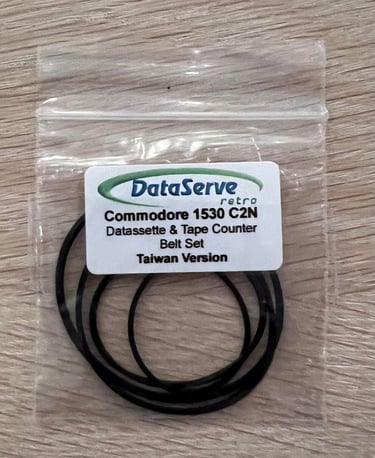 DataServe
retro
Commodore 1530 C2N
Datassette & Tape Counter
Belt Set
Taiwan Version